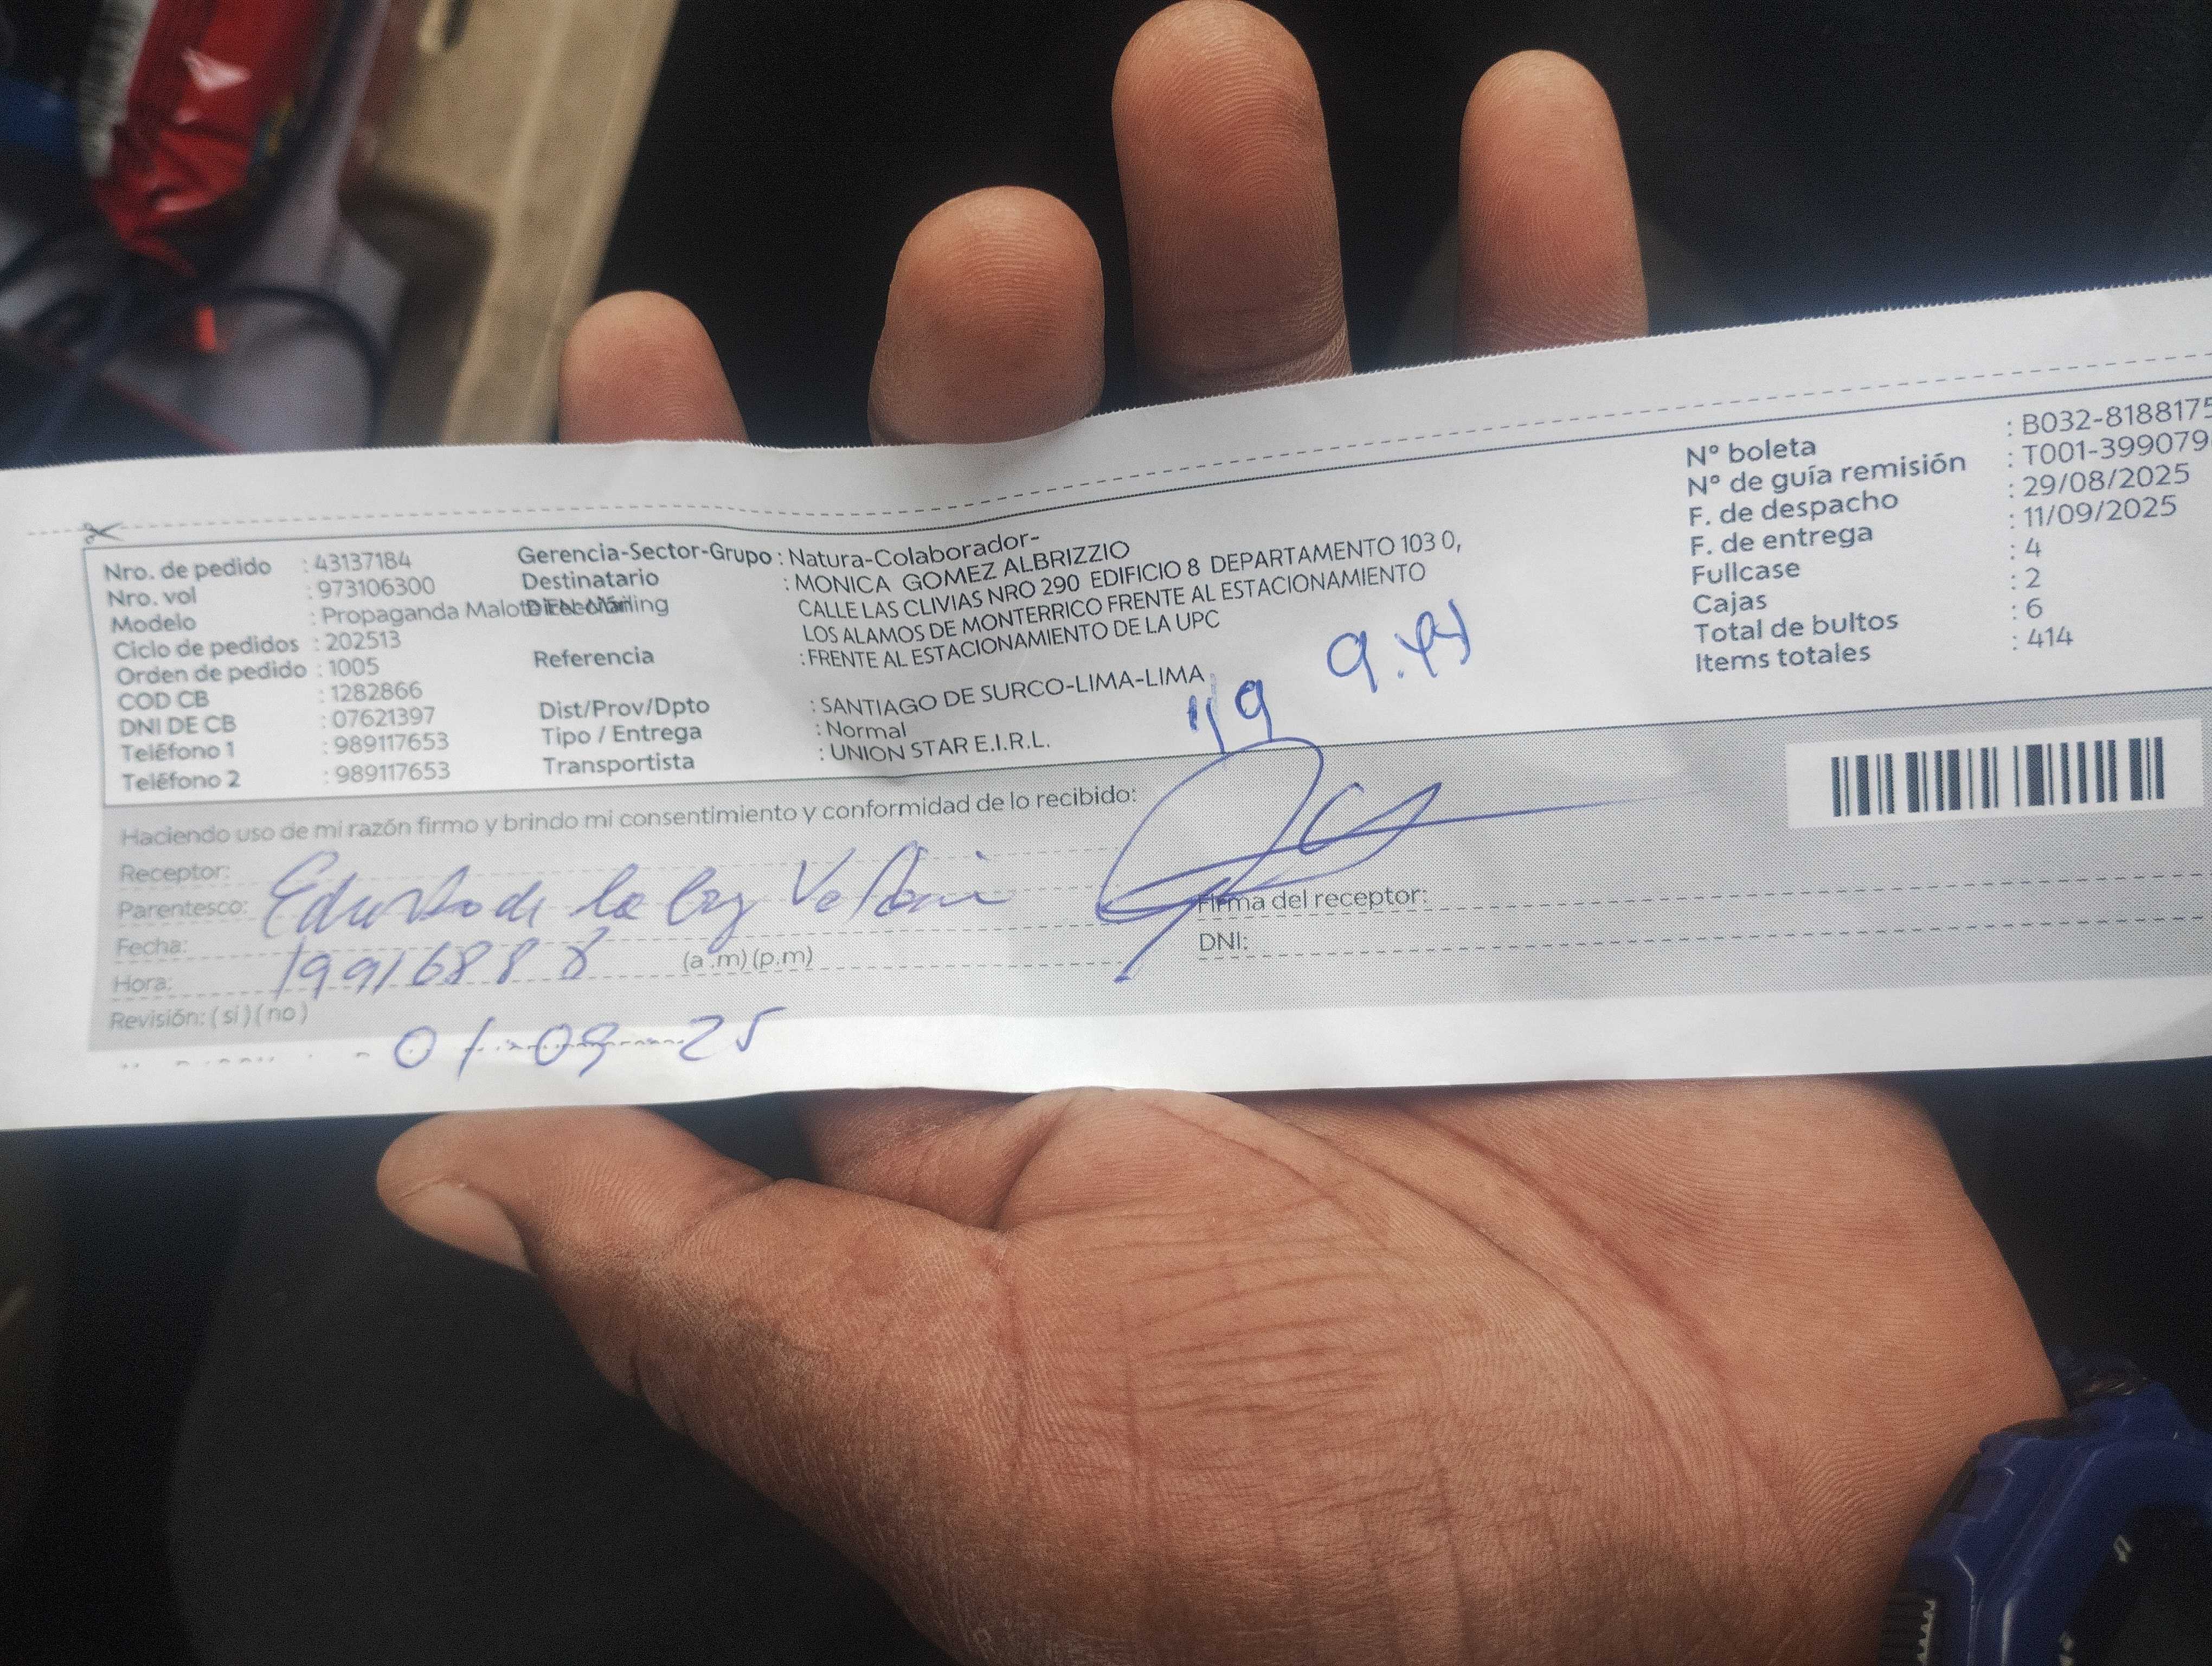 Nro. de pedido : 43137184
Nro. vol : 973106300
Modelo : Propaganda
Ciclo de pedidos : 202513
Orden de pedido : 1005
COD CB : 1282866
DNI DE CB : 07621397
Teléfono 1 : 989117653
Teléfono 2 : 989117653
Gerencia-Sector-Grupo : Natura-Colaborador-
Destinatario : MONICA GOMEZ ALBRIZZIO
CALLE LAS CLIVIAS NRO 290 EDIFICIO 8 DEPARTAMENTO 103 0,
LOS ALAMOS DE MONTERRICO FRENTE AL ESTACIONAMIENTO
Referencia : FRENTE AL ESTACIONAMIENTO DE LA UPC
Dist/Prov/Dpto : SANTIAGO DE SURCO-LIMA-LIMA
Tipo / Entrega : Normal
Transportista : UNION STAR E.I.R.L.
Nº boleta : B032-8188175
Nº de guía remisión : T001-399079
F. de despacho : 29/08/2025
F. de entrega : 11/09/2025
Fullcase : 4
Cajas : 2
Total de bultos : 6
Items totales : 414
Haciendo uso de mi razón firmo y brindo mi consentimiento y conformidad de lo recibido:
Receptor:
Parentesco: Eduardo de la
Fecha:
Hora: 19916888 (a.m) (p.m)
Revisión: ( si ) ( no )
01-09-25
Firma del receptor:
DNI: